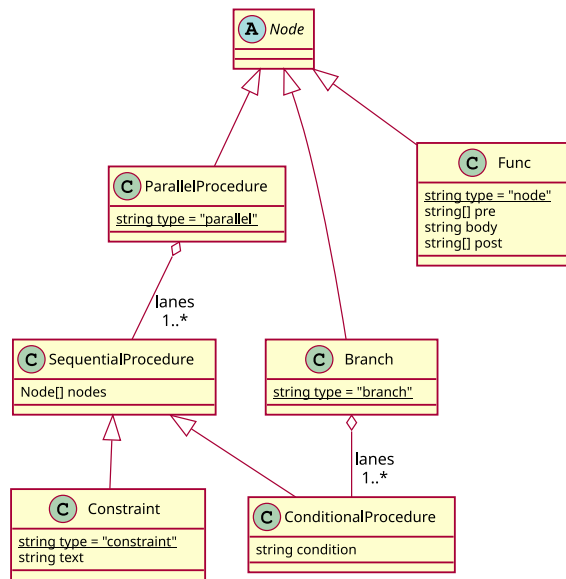 A Node
C Func
string type = "node"
string[] pre
string body
string[] post
C ParallelProcedure
string type = "parallel"
lanes
1..*
C SequentialProcedure
Node[] nodes
C Branch
string type = "branch"
lanes
1..*
C Constraint
string type = "constraint"
string text
C ConditionalProcedure
string condition